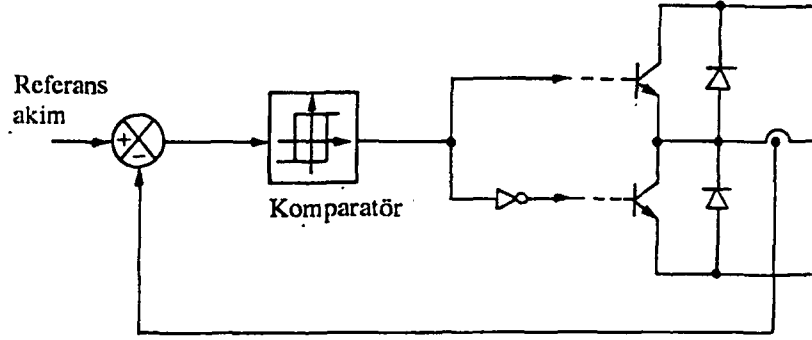 Referans
akim
+
−
Komparatör